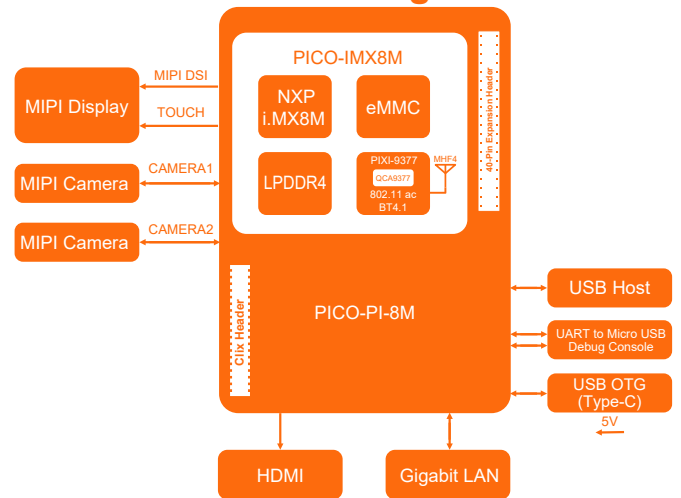 PICO-IMX8M
NXP
i.MX8M
eMMC
LPDDR4
PIXI-9377
QCA9377
802.11 ac
BT4.1
MHF4
40-Pin Expansion Header
MIPI Display
MIPI DSI
TOUCH
MIPI Camera
CAMERA1
MIPI Camera
CAMERA2
Clix Header
PICO-PI-8M
USB Host
UART to Micro USB
Debug Console
USB OTG
(Type-C)
5V
HDMI
Gigabit LAN